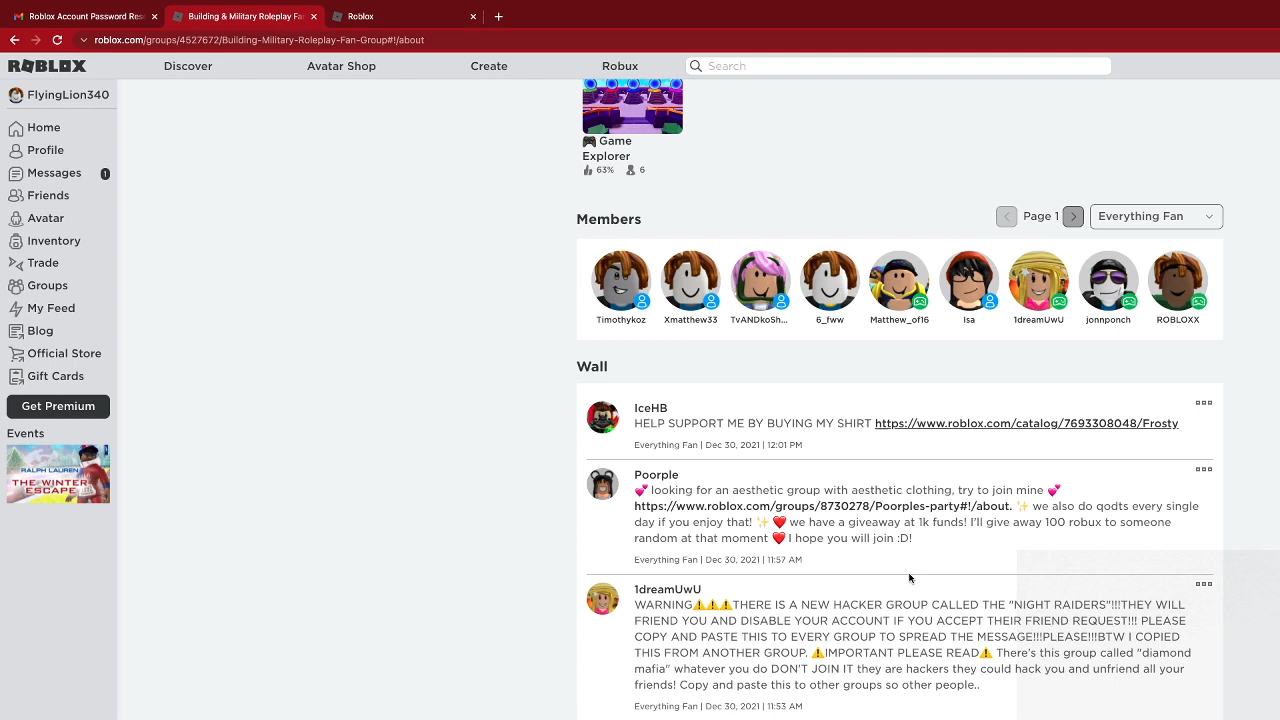 Roblox Account Password Res
Building & Military Roleplay Fa
Roblox
roblox.com/groups/4527672/Building-Military-Roleplay-Fan-Group#!/about
ROBLOX
Discover
Avatar Shop
Create
Robux
Search
FlyingLion340
Home
Profile
Messages 1
Friends
Avatar
Inventory
Trade
Groups
My Feed
Blog
Official Store
Gift Cards
Get Premium
Events
RALPH LAUREN
THE WINTER
ESCAPE
🎮 Game
Explorer
63% 6
Members
Page 1
Everything Fan
Timothykoz
Xmatthew33
TvANDkoSh...
6_fww
Matthew_of16
Isa
1dreamUwU
jonnponch
ROBLOXX
Wall
IceHB
HELP SUPPORT ME BY BUYING MY SHIRT https://www.roblox.com/catalog/7693308048/Frosty
Everything Fan | Dec 30, 2021 | 12:01 PM
Poorple
💕 looking for an aesthetic group with aesthetic clothing, try to join mine 💕
https://www.roblox.com/groups/8730278/Poorples-party#!/about. ✨ we also do qodts every single
day if you enjoy that! ✨ ❤️ we have a giveaway at 1k funds! I'll give away 100 robux to someone
random at that moment ❤️ I hope you will join :D!
Everything Fan | Dec 30, 2021 | 11:57 AM
1dreamUwU
WARNING⚠️⚠️⚠️THERE IS A NEW HACKER GROUP CALLED THE "NIGHT RAIDERS"!!!THEY WILL
FRIEND YOU AND DISABLE YOUR ACCOUNT IF YOU ACCEPT THEIR FRIEND REQUEST!!! PLEASE
COPY AND PASTE THIS TO EVERY GROUP TO SPREAD THE MESSAGE!!!PLEASE!!!BTW I COPIED
THIS FROM ANOTHER GROUP. ⚠️IMPORTANT PLEASE READ⚠️ There's this group called "diamond
mafia" whatever you do DON'T JOIN IT they are hackers they could hack you and unfriend all your
friends! Copy and paste this to other groups so other people..
Everything Fan | Dec 30, 2021 | 11:53 AM